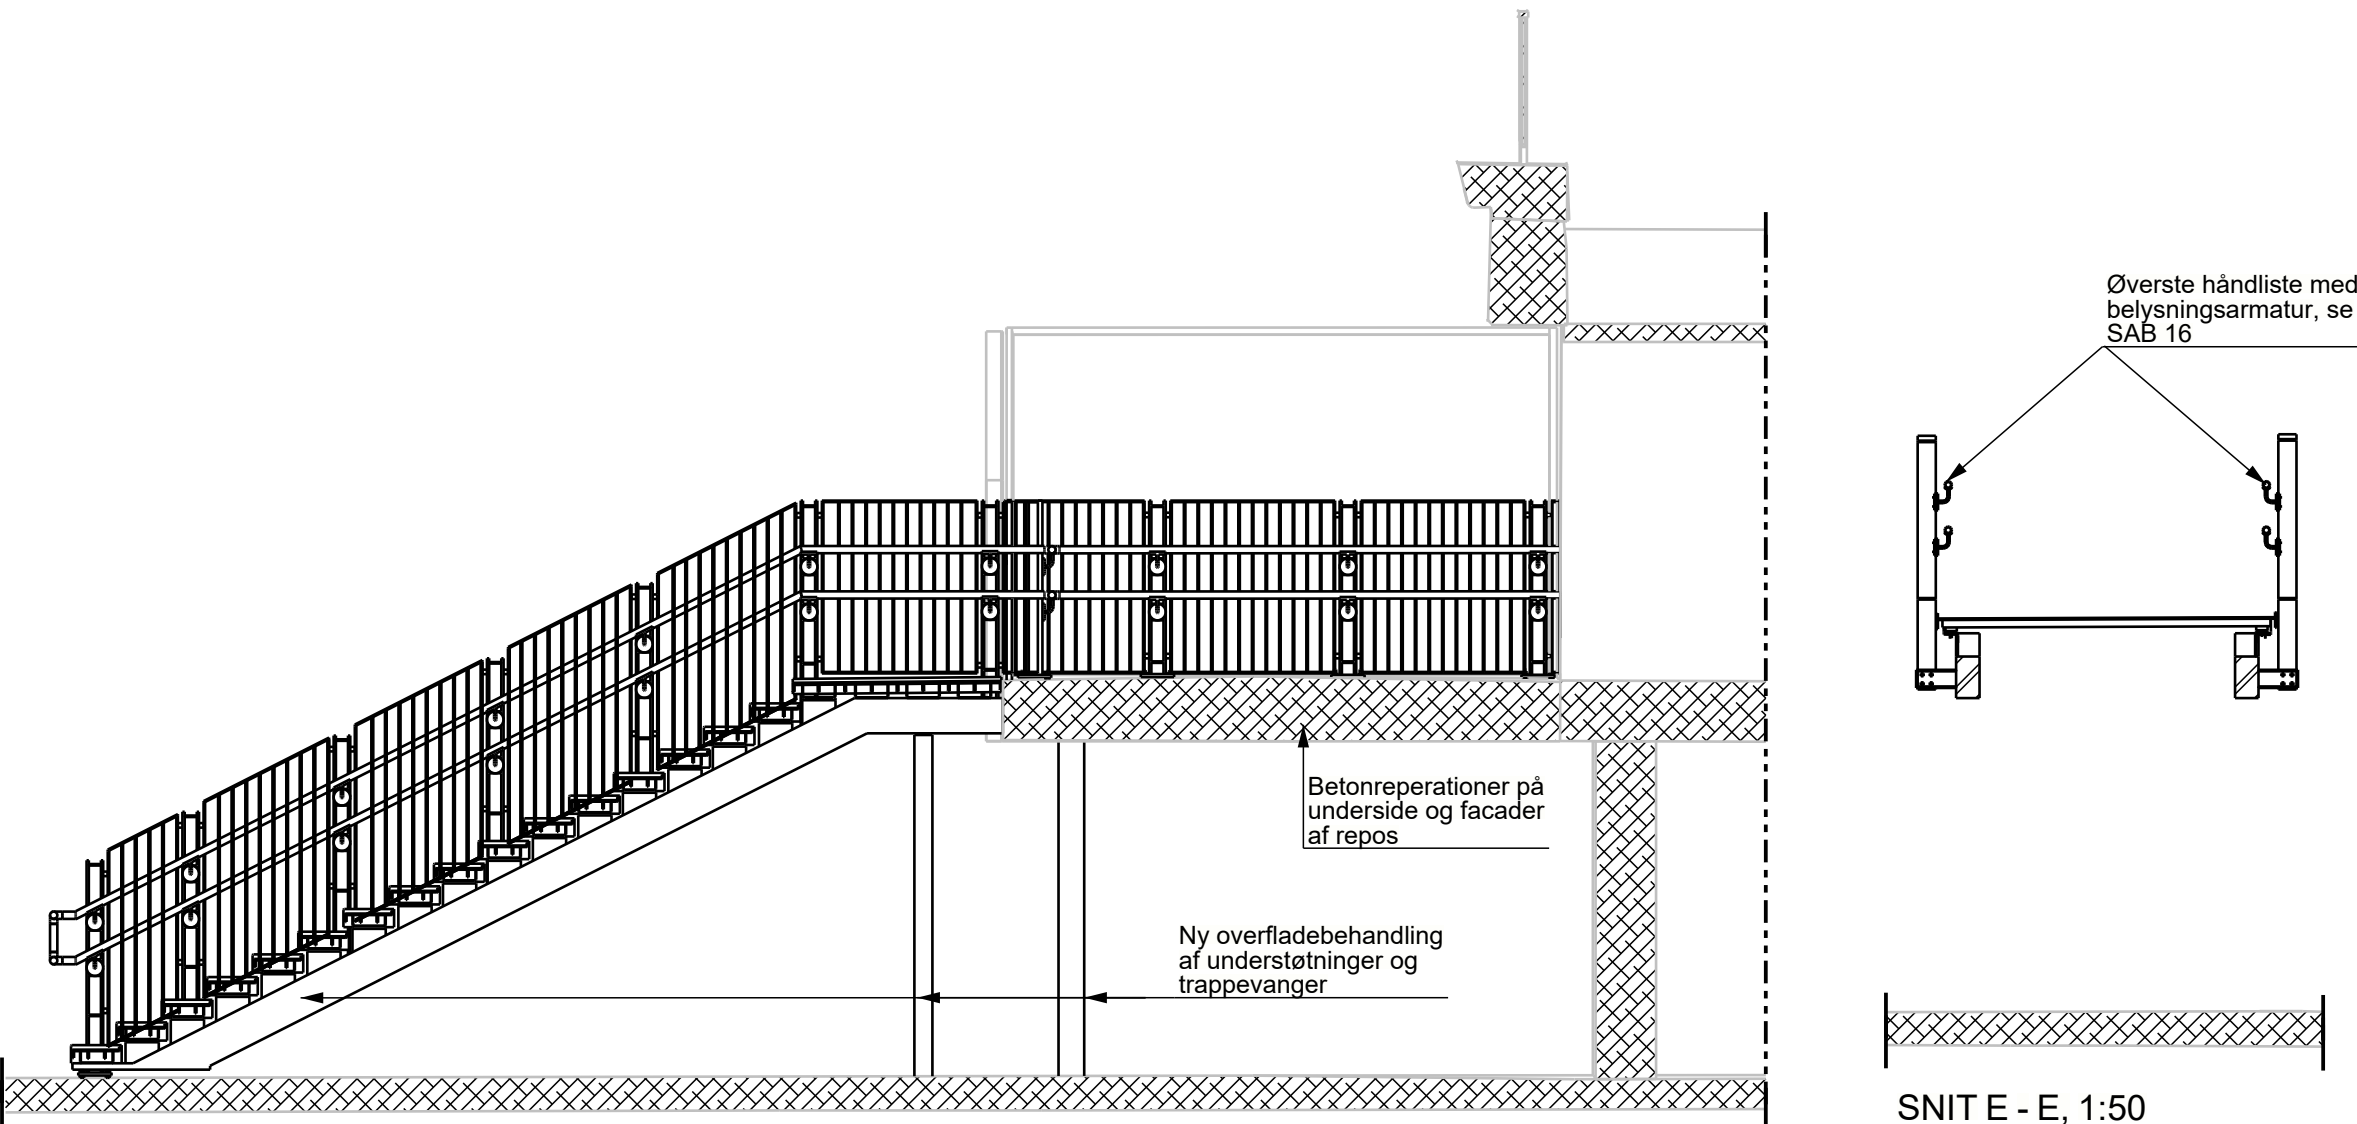 Øverste håndliste med
belysningsarmatur, se
SAB 16
Betonreperationer på
underside og facader
af repos
Ny overfladebehandling
af understøtninger og
trappevanger
SNIT E - E, 1:50